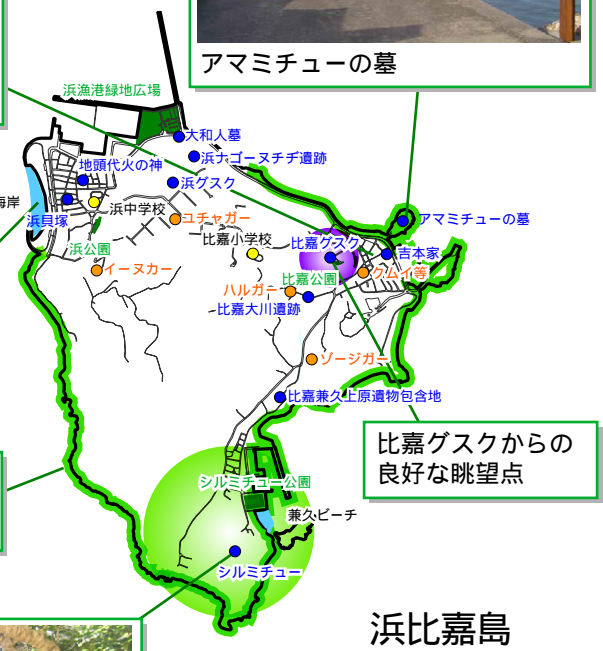 アマミチューの墓
浜漁港緑地広場
大和人墓
浜ナゴーヌチヂ遺跡
地頭代火の神
浜グスク
海岸
浜貝塚
浜中学校
ユチャガー
アマミチューの墓
比嘉小学校
比嘉グスク
吉本家
浜公園
イーヌカー
比嘉公園
クムイ等
ハルガー
比嘉大川遺跡
ゾージガー
比嘉兼久上原遺物包含地
比嘉グスクからの
良好な眺望点
シルミチュー公園
兼久ビーチ
シルミチュー
浜比嘉島